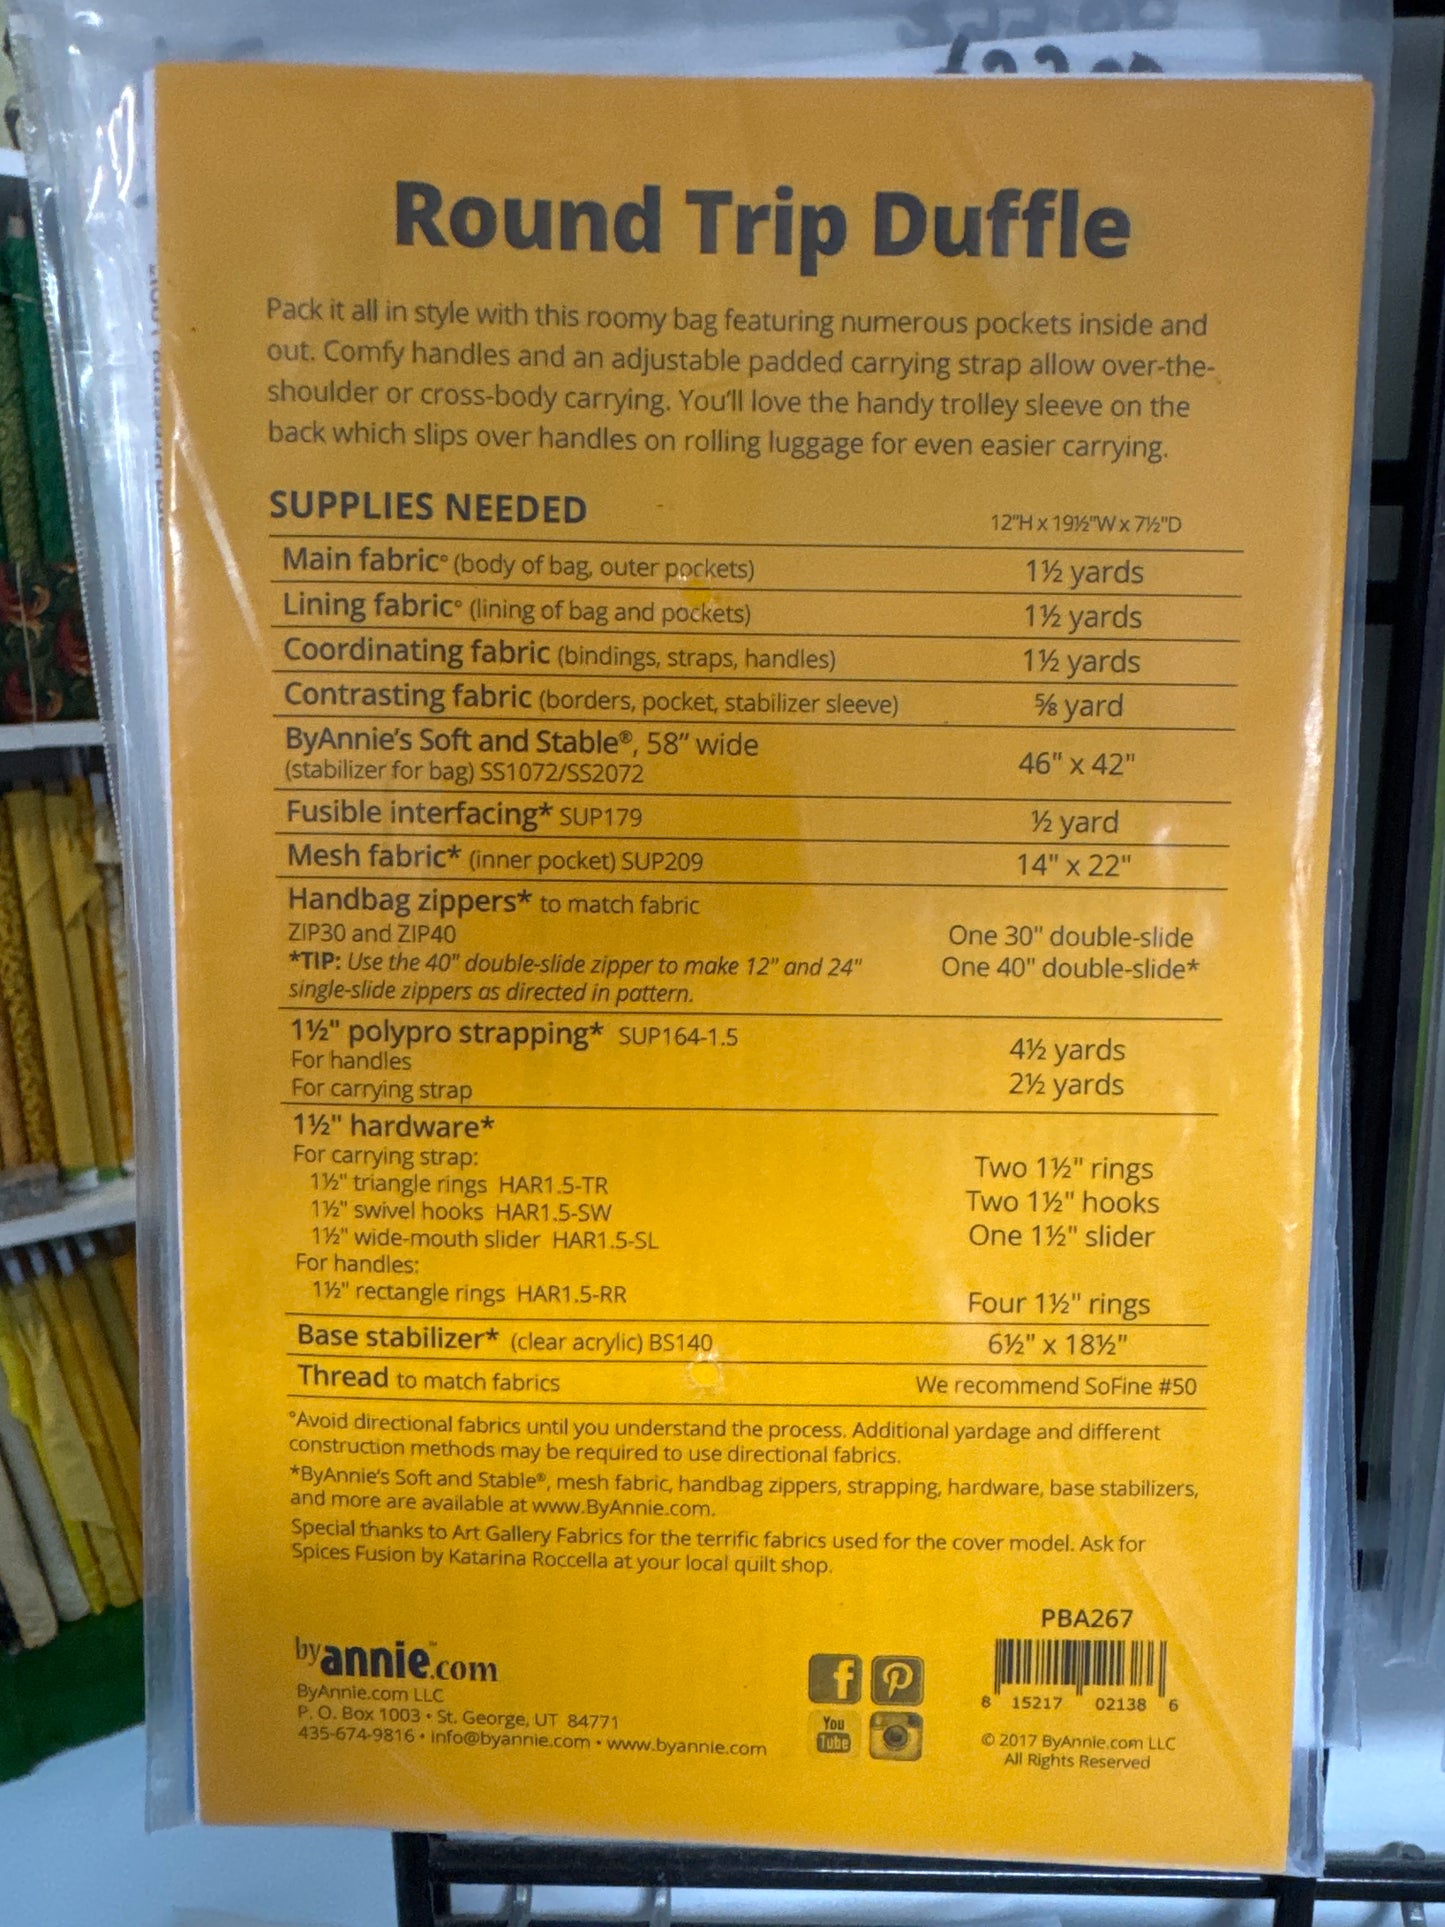 Round Trip Duffle
Pack it all in style with this roomy bag featuring numerous pockets inside and
out. Comfy handles and an adjustable padded carrying strap allow over-the-
shoulder or cross-body carrying. You'll love the handy trolley sleeve on the
back which slips over handles on rolling luggage for even easier carrying.
SUPPLIES NEEDED 12"H x 19½"W x 7½"D
Main fabric° (body of bag, outer pockets) 1½ yards
Lining fabric° (lining of bag and pockets) 1½ yards
Coordinating fabric (bindings, straps, handles) 1½ yards
Contrasting fabric (borders, pocket, stabilizer sleeve) ⅝ yard
ByAnnie's Soft and Stable®, 58" wide
(stabilizer for bag) SS1072/SS2072 46" x 42"
Fusible interfacing* SUP179 ½ yard
Mesh fabric* (inner pocket) SUP209 14" x 22"
Handbag zippers* to match fabric
ZIP30 and ZIP40 One 30" double-slide
*TIP: Use the 40" double-slide zipper to make 12" and 24" One 40" double-slide*
single-slide zippers as directed in pattern.
1½" polypro strapping* SUP164-1.5
For handles 4½ yards
For carrying strap 2½ yards
1½" hardware*
For carrying strap:
1½" triangle rings HAR1.5-TR Two 1½" rings
1½" swivel hooks HAR1.5-SW Two 1½" hooks
1½" wide-mouth slider HAR1.5-SL One 1½" slider
For handles:
1½" rectangle rings HAR1.5-RR Four 1½" rings
Base stabilizer* (clear acrylic) BS140 6½" x 18½"
Thread to match fabrics We recommend SoFine #50
°Avoid directional fabrics until you understand the process. Additional yardage and different
construction methods may be required to use directional fabrics.
*ByAnnie's Soft and Stable®, mesh fabric, handbag zippers, strapping, hardware, base stabilizers,
and more are available at www.ByAnnie.com.
Special thanks to Art Gallery Fabrics for the terrific fabrics used for the cover model. Ask for
Spices Fusion by Katarina Roccella at your local quilt shop.
byannie.com™
ByAnnie.com LLC
P. O. Box 1003 • St. George, UT 84771
435-674-9816 • info@byannie.com • www.byannie.com
You
Tube
PBA267
8 15217 02138 6
© 2017 ByAnnie.com LLC
All Rights Reserved